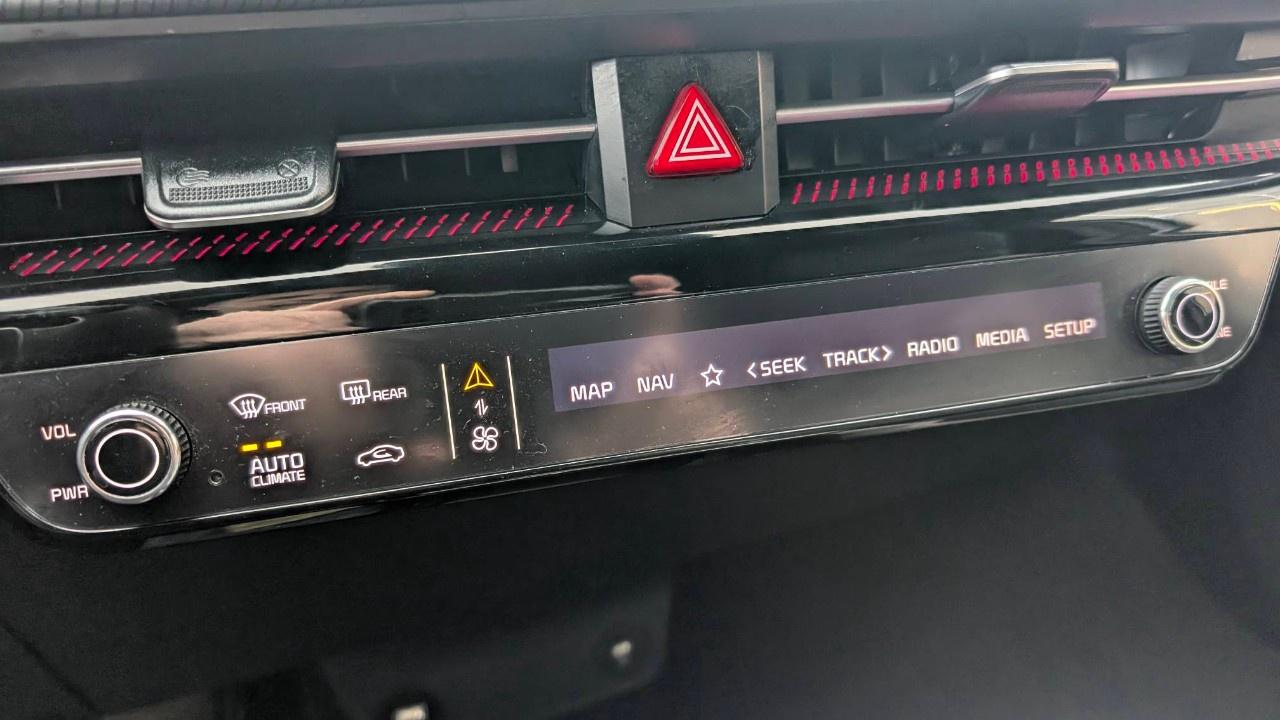 VOL
PWR
FRONT
REAR
AUTO
CLIMATE
MAP NAV <SEEK TRACK> RADIO MEDIA SETUP